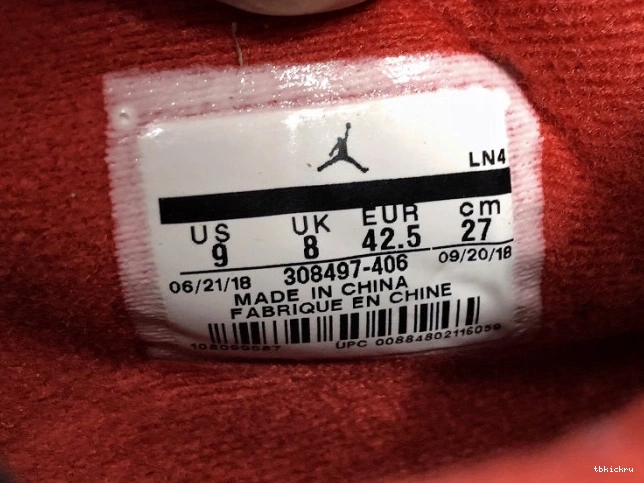 LN4
US UK EUR cm
9 8 42.5 27
06/21/18 308497-406 09/20/18
MADE IN CHINA
FABRIQUE EN CHINE
UPC 00884802116059
tbkickru